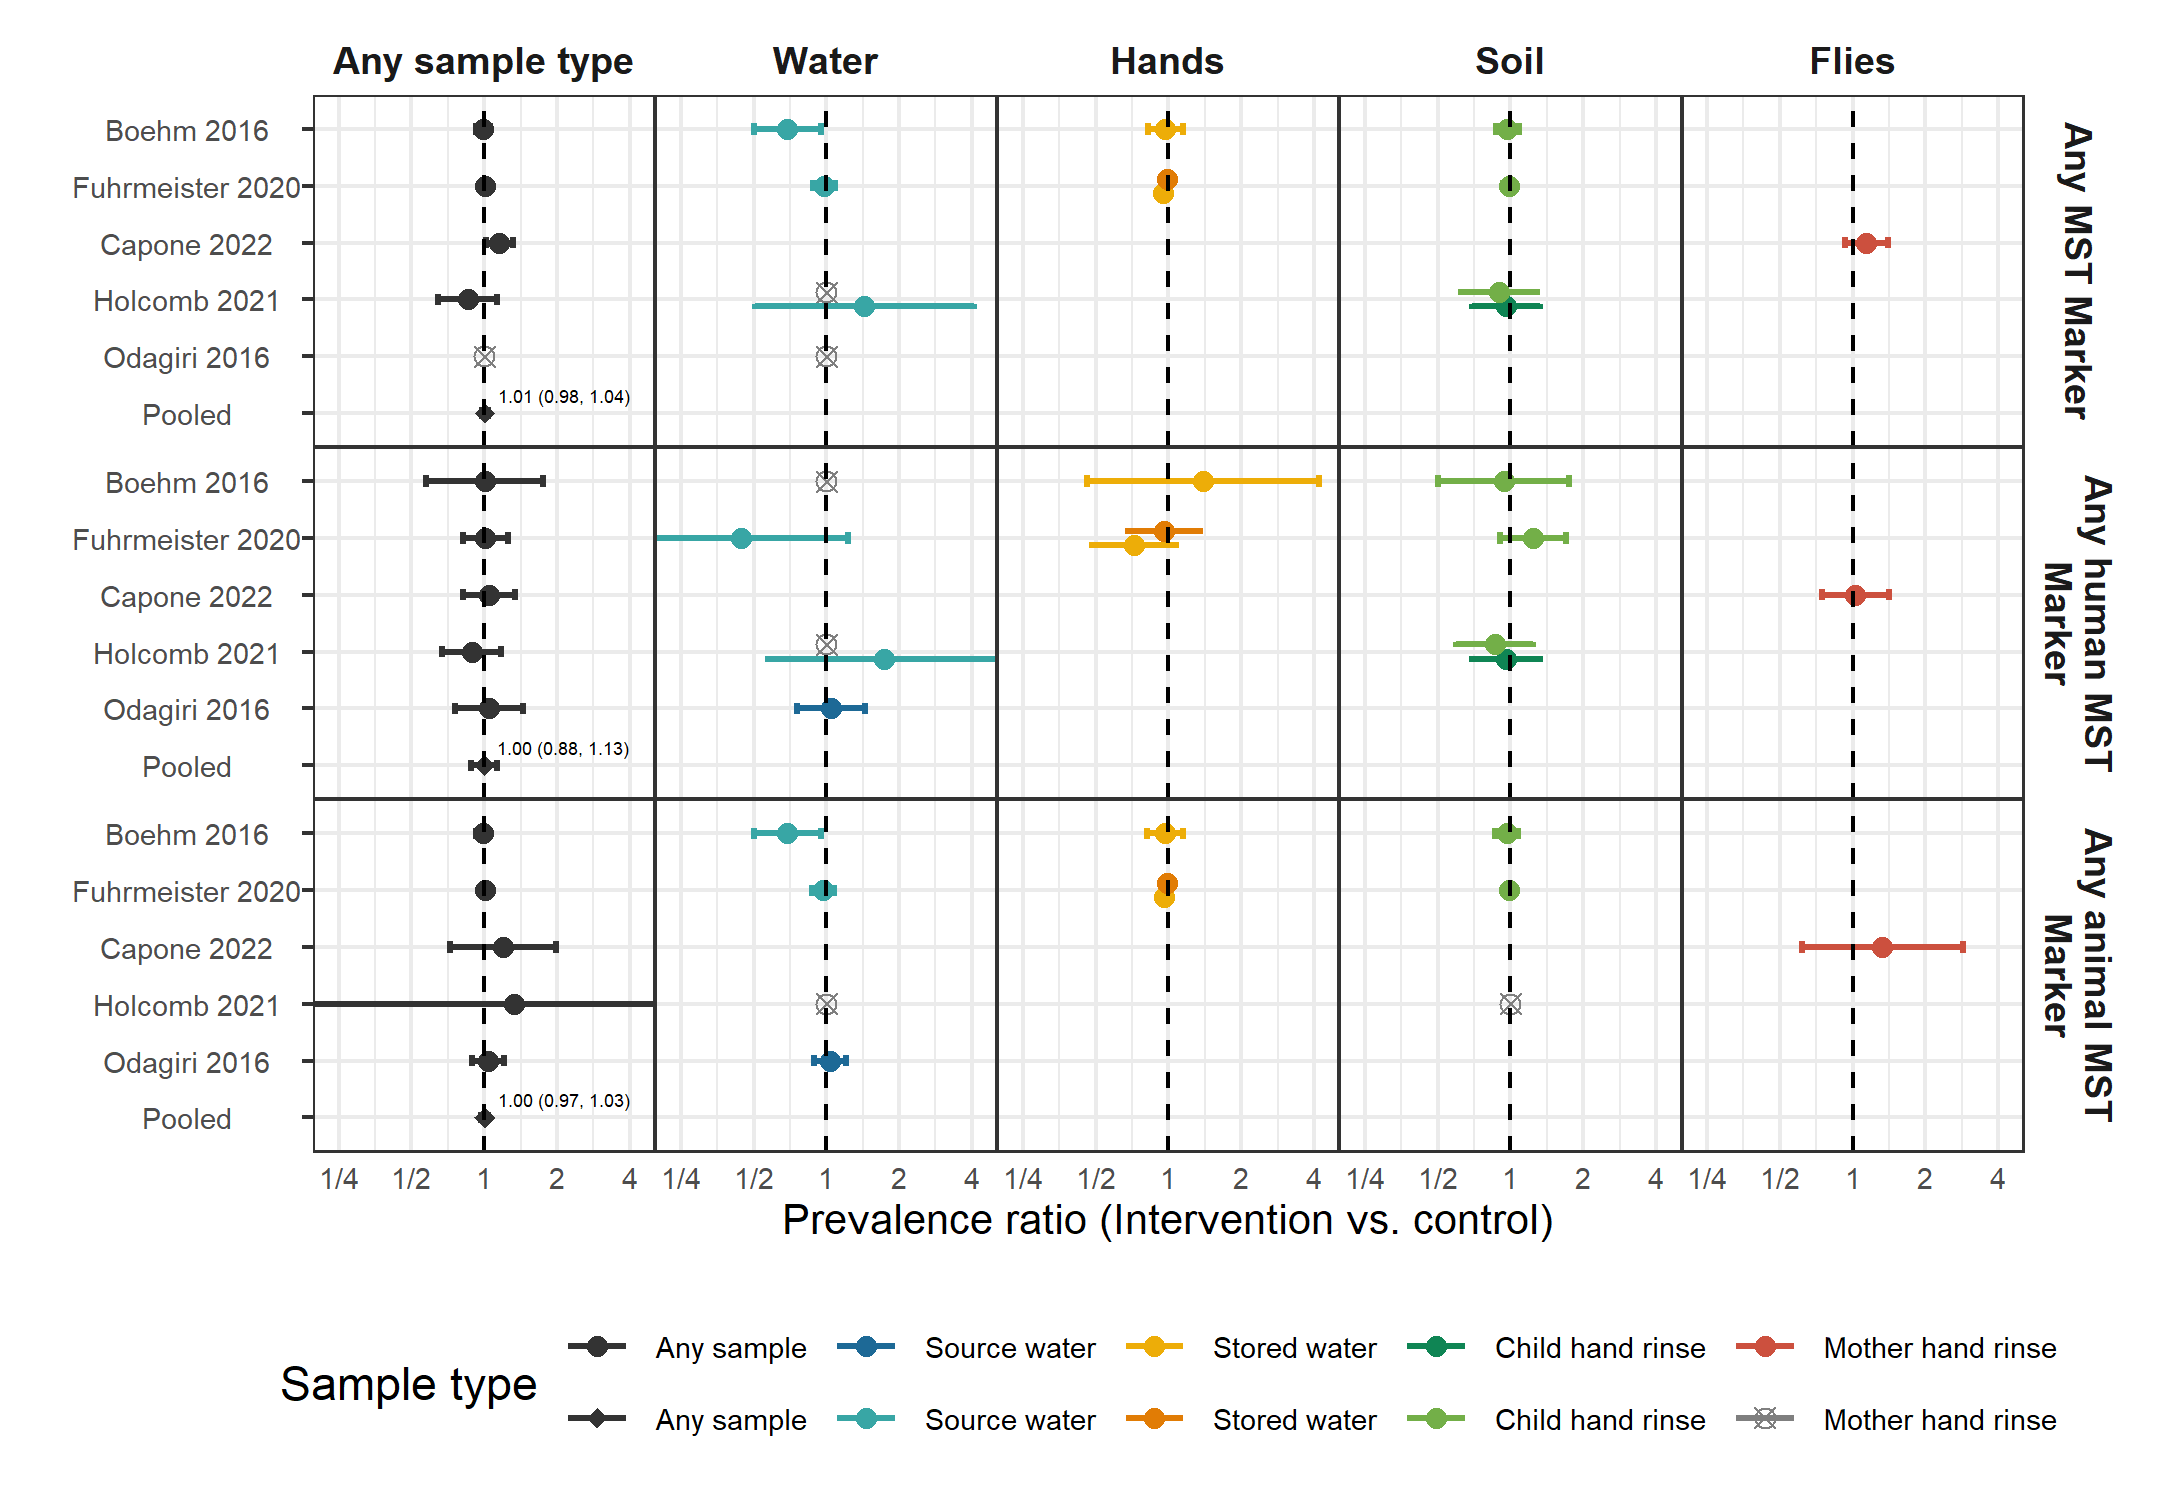 Any sample type
Water
Hands
Soil
Flies
Boehm 2016
Fuhrmeister 2020
Capone 2022
Holcomb 2021
Odagiri 2016
Pooled
1.01 (0.98, 1.04)
Any MST Marker
Boehm 2016
Fuhrmeister 2020
Capone 2022
Holcomb 2021
Odagiri 2016
Pooled
1.00 (0.88, 1.13)
Any human MST
Marker
Boehm 2016
Fuhrmeister 2020
Capone 2022
Holcomb 2021
Odagiri 2016
Pooled
1.00 (0.97, 1.03)
Any animal MST
Marker
1/4 1/2 1 2 4 1/4 1/2 1 2 4 1/4 1/2 1 2 4 1/4 1/2 1 2 4 1/4 1/2 1 2 4
Prevalence ratio (Intervention vs. control)
Sample type
Any sample
Source water
Stored water
Child hand rinse
Mother hand rinse
Any sample
Source water
Stored water
Child hand rinse
Mother hand rinse